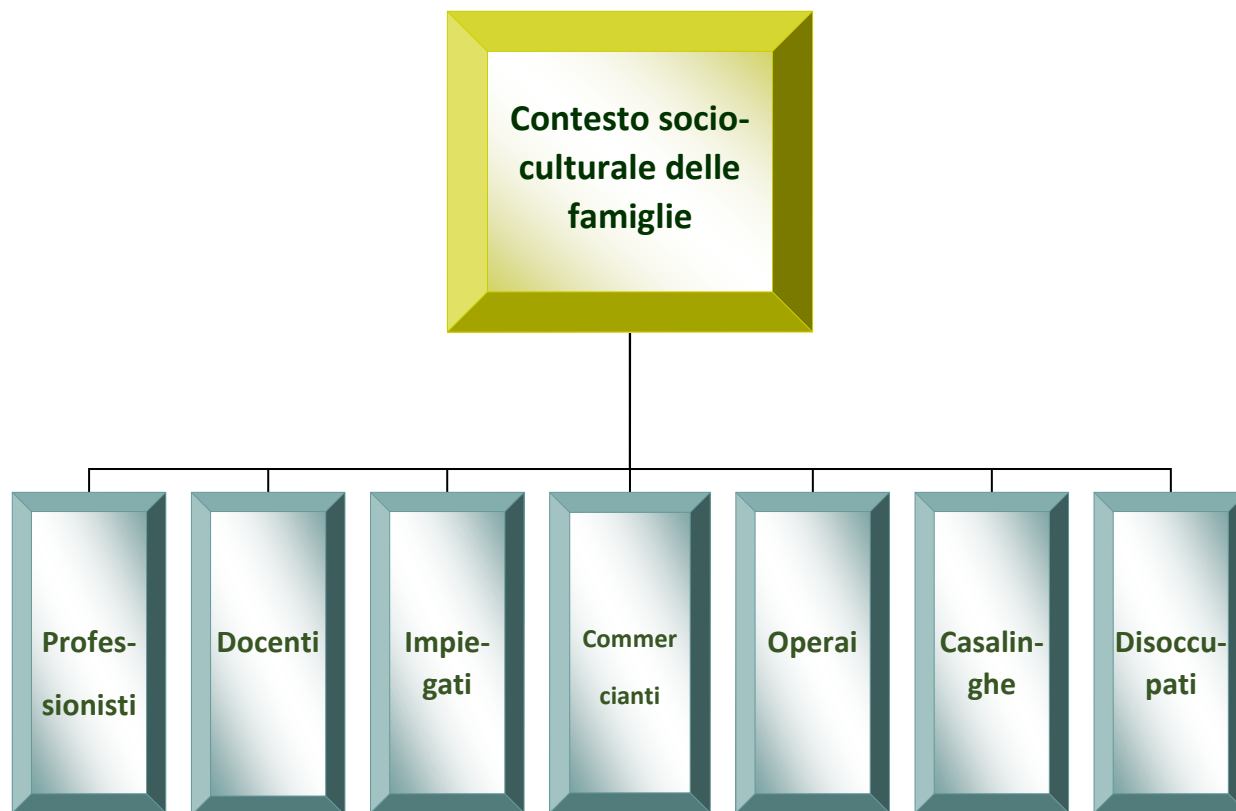 Contesto socio-
culturale delle
famiglie
Profes-
sionisti
Docenti
Impie-
gati
Commer
cianti
Operai
Casalin-
ghe
Disoccu-
pati